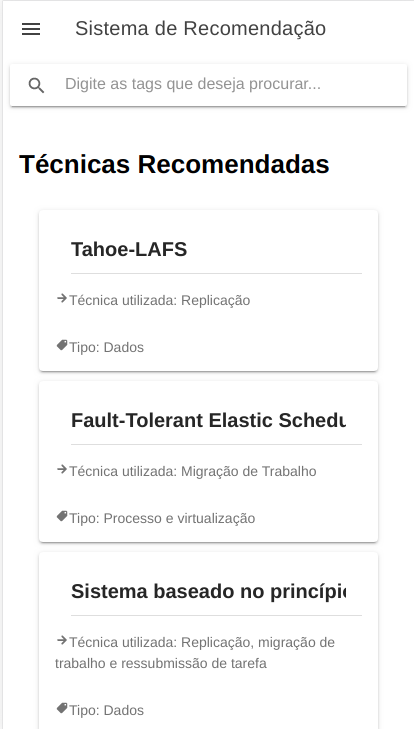 Sistema de Recomendação
Digite as tags que deseja procurar...
Técnicas Recomendadas
Tahoe-LAFS
Técnica utilizada: Replicação
Tipo: Dados
Fault-Tolerant Elastic Schedu
Técnica utilizada: Migração de Trabalho
Tipo: Processo e virtualização
Sistema baseado no princípio
Técnica utilizada: Replicação, migração de
trabalho e ressubmissão de tarefa
Tipo: Dados